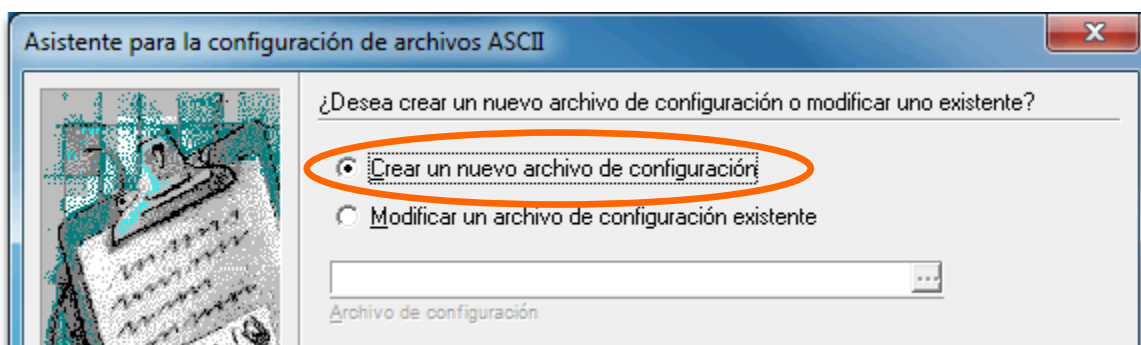 Asistente para la configuración de archivos ASCII
¿Desea crear un nuevo archivo de configuración o modificar uno existente?
Crear un nuevo archivo de configuración
Modificar un archivo de configuración existente
...
Archivo de configuración